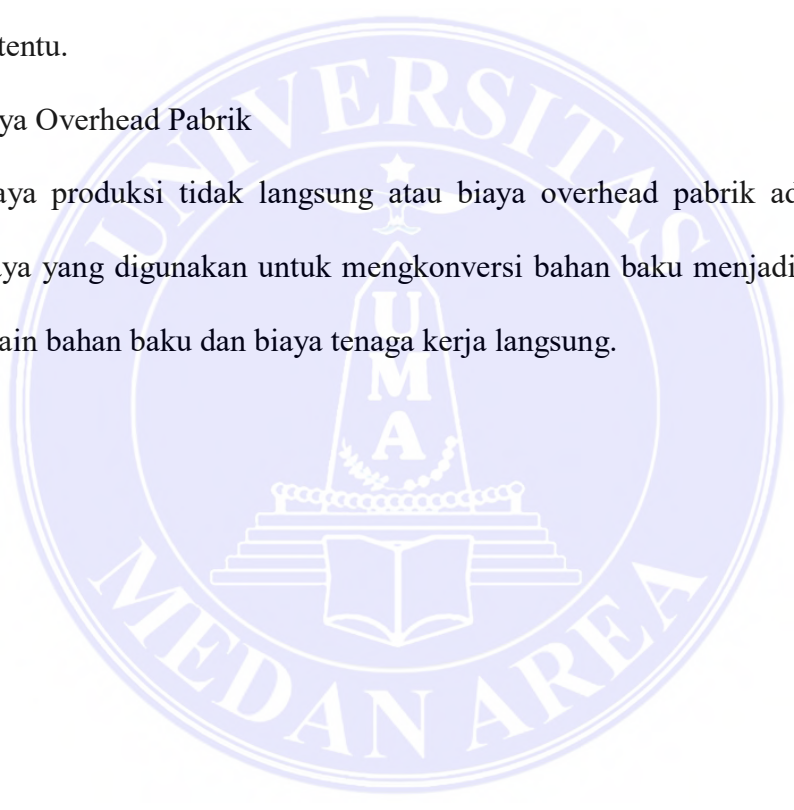 tentu.
ya Overhead Pabrik
aya produksi tidak langsung atau biaya overhead pabrik ad
aya yang digunakan untuk mengkonversi bahan baku menjadi
ain bahan baku dan biaya tenaga kerja langsung.
UNIVERSITAS
UMA
MEDAN AREA